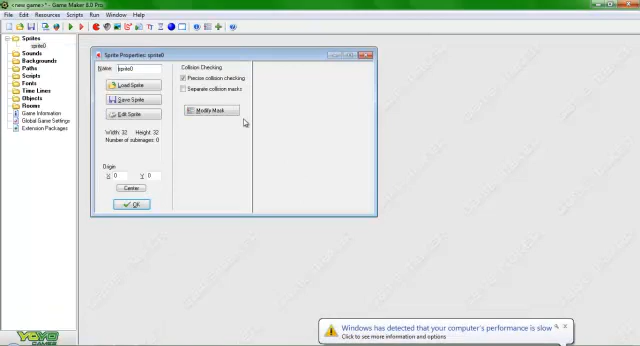 <new game>* - Game Maker 8.0 Pro
File Edit Resources Scripts Run Window Help
Sprites
sprite0
Sounds
Backgrounds
Paths
Scripts
Fonts
Time Lines
Objects
Rooms
Game Information
Global Game Settings
Extension Packages
Sprite Properties: sprite0
Name: sprite0
Load Sprite
Save Sprite
Edit Sprite
Width: 32 Height: 32
Number of subimages: 0
Origin
X 0 Y 0
Center
OK
Collision Checking
Precise collision checking
Separate collision masks
Modify Mask
YOYO
GAMES
Windows has detected that your computer's performance is slow
Click to see more information and options